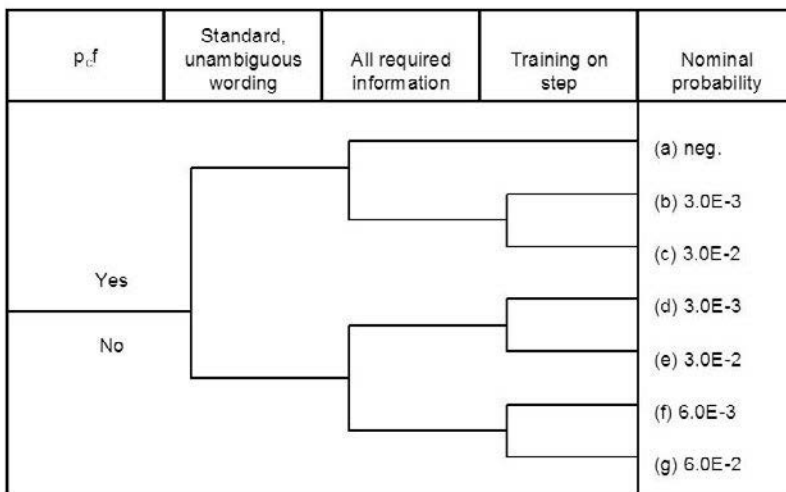 p꜀f
Standard,
unambiguous
wording
All required
information
Training on
step
Nominal
probability
(a) neg.
(b) 3.0E-3
(c) 3.0E-2
Yes
(d) 3.0E-3
No
(e) 3.0E-2
(f) 6.0E-3
(g) 6.0E-2